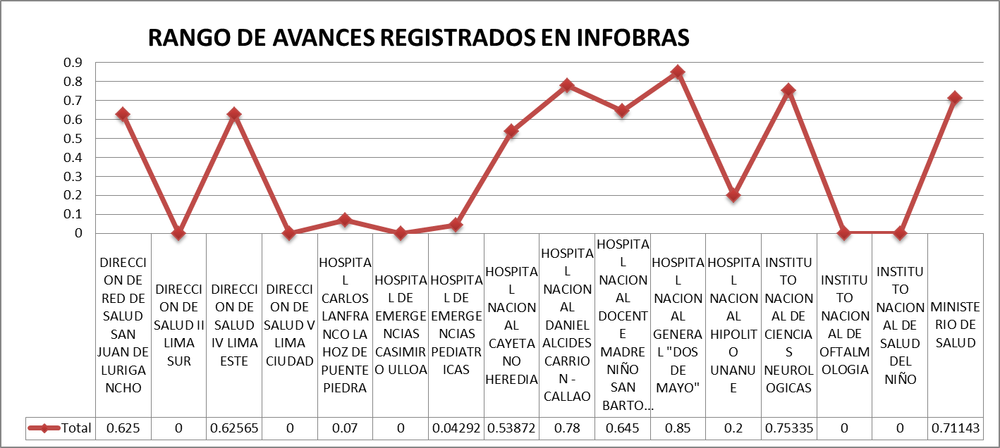 RANGO DE AVANCES REGISTRADOS EN INFOBRAS
0.9
0.8
0.7
0.6
0.5
0.4
0.3
0.2
0.1
0
DIRECCI
ON DE
RED DE
SALUD
SAN
JUAN DE
LURIGA
NCHO
DIRECCI
ON DE
SALUD II
LIMA
SUR
DIRECCI
ON DE
SALUD
IV LIMA
ESTE
DIRECCI
ON DE
SALUD V
LIMA
CIUDAD
HOSPITA
L
CARLOS
LANFRA
NCO LA
HOZ DE
PUENTE
PIEDRA
HOSPITA
L DE
EMERGE
NCIAS
CASIMIR
O ULLOA
HOSPITA
L DE
EMERGE
NCIAS
PEDIATR
ICAS
HOSPITA
L
NACION
AL
CAYETA
NO
HEREDIA
HOSPITA
L
NACION
AL
DANIEL
ALCIDES
CARRIO
N -
CALLAO
HOSPITA
L
NACION
AL
DOCENT
E
MADRE
NIÑO
SAN
BARTO...
HOSPITA
L
NACION
AL
GENERA
L "DOS
DE
MAYO"
HOSPITA
L
NACION
AL
HIPOLIT
O
UNANU
E
INSTITU
TO
NACION
AL DE
CIENCIA
S
NEUROL
OGICAS
INSTITU
TO
NACION
AL DE
OFTALM
OLOGIA
INSTITU
TO
NACION
AL DE
SALUD
DEL
NIÑO
MINISTE
RIO DE
SALUD
Total 0.625 0 0.62565 0 0.07 0 0.04292 0.53872 0.78 0.645 0.85 0.2 0.75335 0 0 0.71143